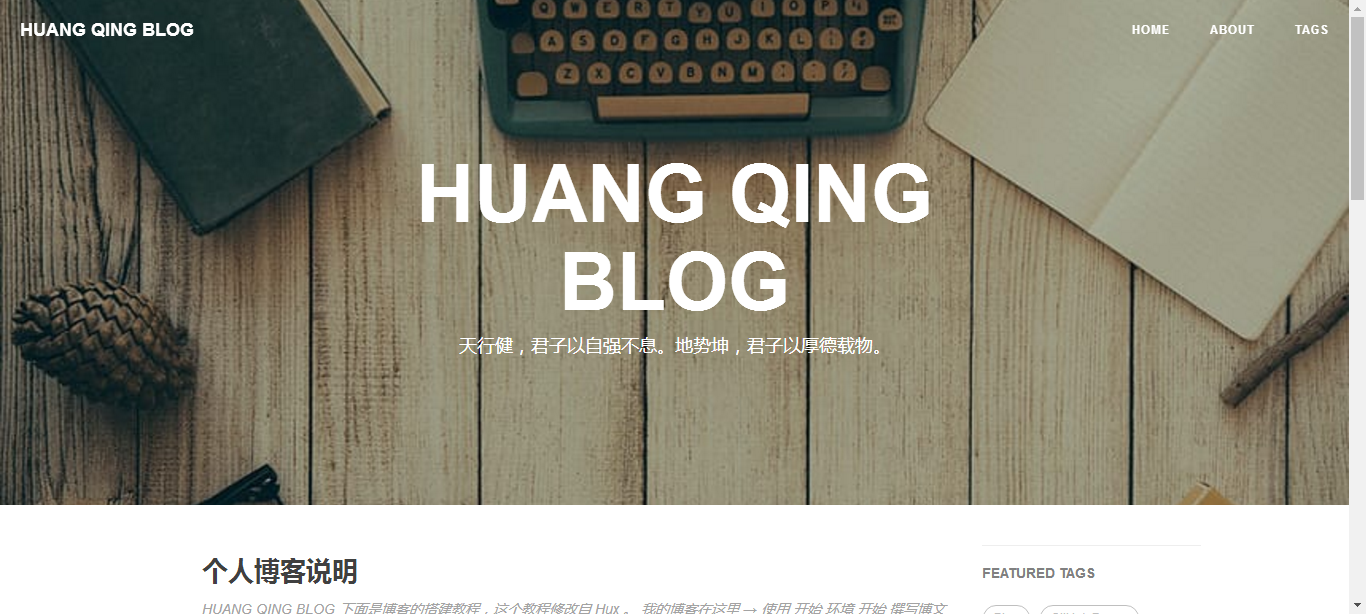 HUANG QING BLOG
HOME ABOUT TAGS
Q W E R T Y U I O P
A S D F G H J K L
Z X C V B N M
HUANG QING
BLOG
天行健，君子以自强不息。地势坤，君子以厚德载物。
个人博客说明
FEATURED TAGS
HUANG QING BLOG 下面是博客的搭建教程，这个教程修改自 Hux 。 我的博客在这里 → 使用 开始 环境 开始 撰写博文